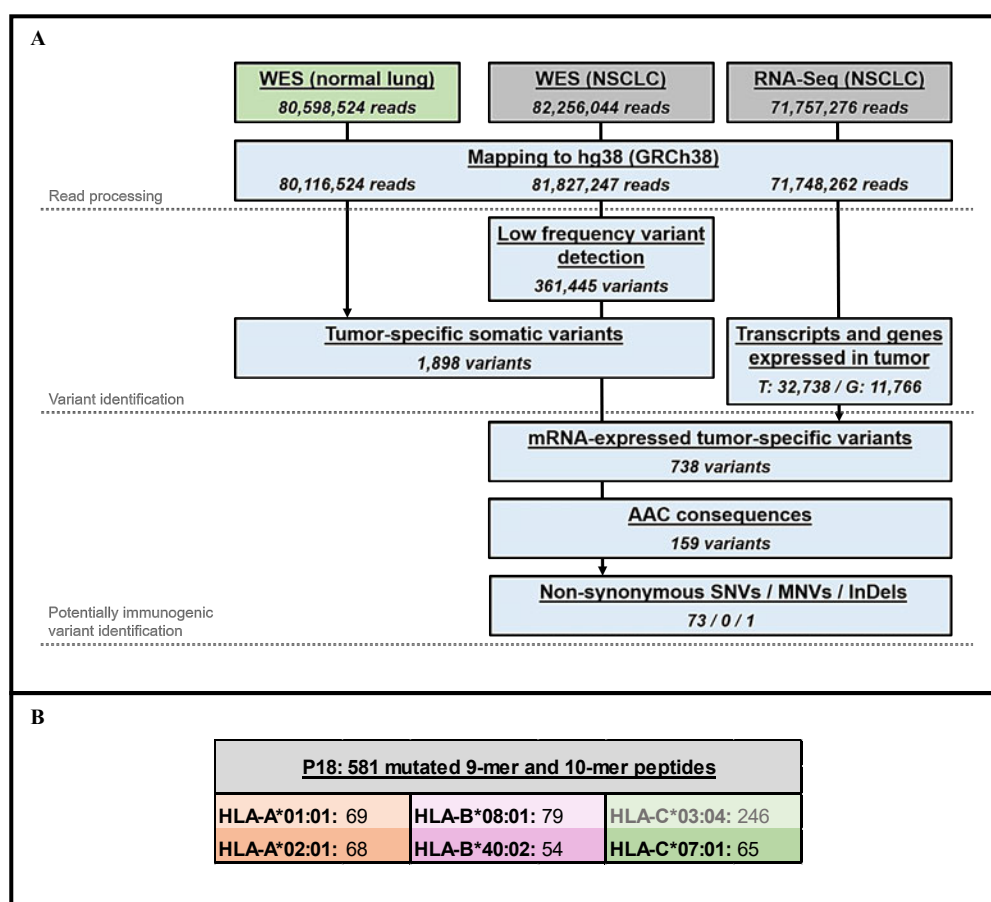 A
WES (normal lung)
80,598,524 reads
WES (NSCLC)
82,256,044 reads
RNA-Seq (NSCLC)
71,757,276 reads
Mapping to hg38 (GRCh38)
80,116,524 reads
81,827,247 reads
71,748,262 reads
Read processing
Low frequency variant
detection
361,445 variants
Tumor-specific somatic variants
1,898 variants
Transcripts and genes
expressed in tumor
T: 32,738 / G: 11,766
Variant identification
mRNA-expressed tumor-specific variants
738 variants
AAC consequences
159 variants
Non-synonymous SNVs / MNVs / InDels
73 / 0 / 1
Potentially immunogenic
variant identification
B
P18: 581 mutated 9-mer and 10-mer peptides
HLA-A*01:01: 69
HLA-B*08:01: 79
HLA-C*03:04: 246
HLA-A*02:01: 68
HLA-B*40:02: 54
HLA-C*07:01: 65